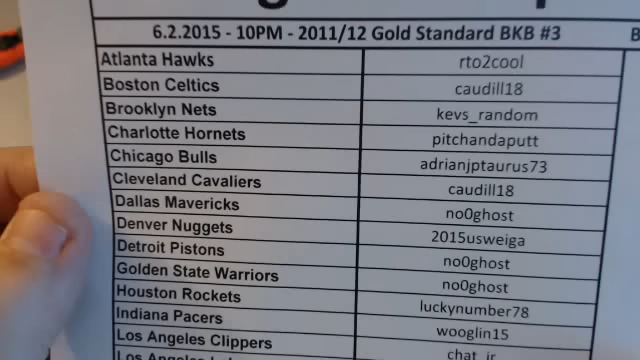 6.2.2015 - 10PM - 2011/12 Gold Standard BKB #3
Atlanta Hawks rto2cool
Boston Celtics caudill18
Brooklyn Nets kevs_random
Charlotte Hornets pitchandaputt
Chicago Bulls adrianjptaurus73
Cleveland Cavaliers caudill18
Dallas Mavericks no0ghost
Denver Nuggets 2015usweiga
Detroit Pistons no0ghost
Golden State Warriors no0ghost
Houston Rockets luckynumber78
Indiana Pacers wooglin15
Los Angeles Clippers chat_jr
Los Angeles